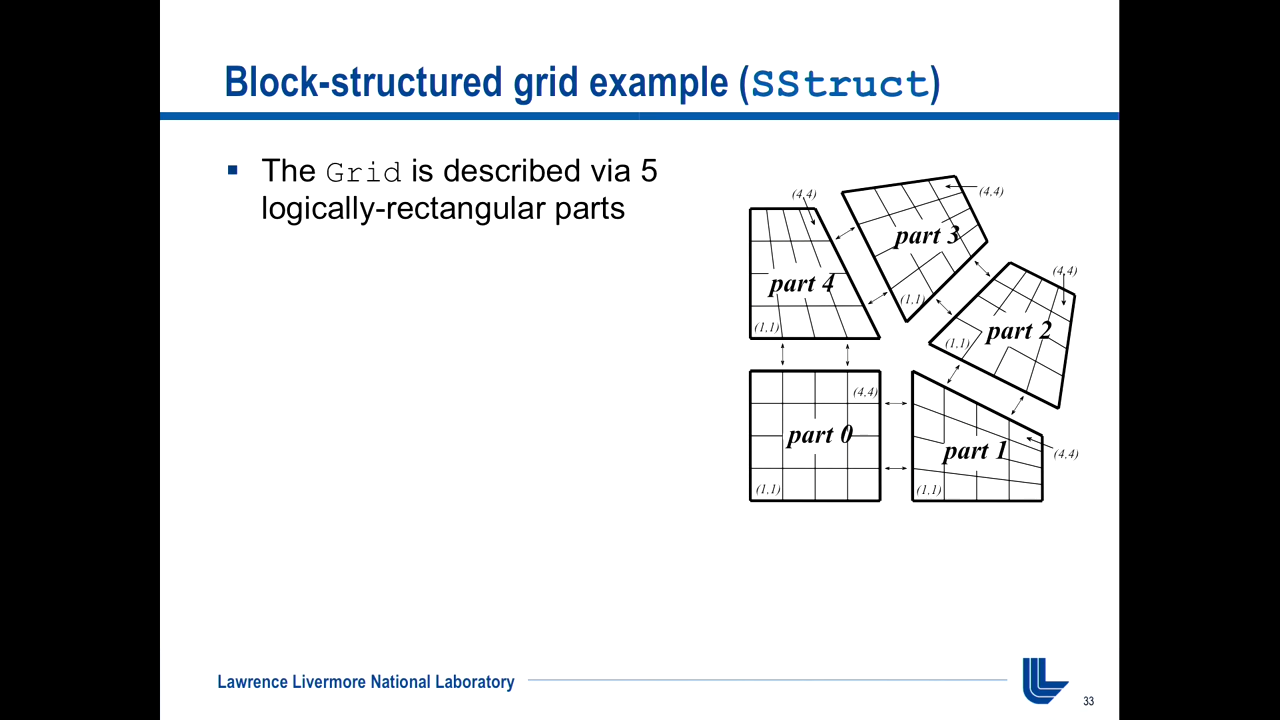 Block-structured grid example (SStruct)
▪ The Grid is described via 5
logically-rectangular parts
(4,4)
(4,4)
part 3
(4,4)
part 4
(1,1)
part 2
(1,1)
(1,1)
(4,4)
part 0
part 1
(4,4)
(1,1)
(1,1)
Lawrence Livermore National Laboratory
33